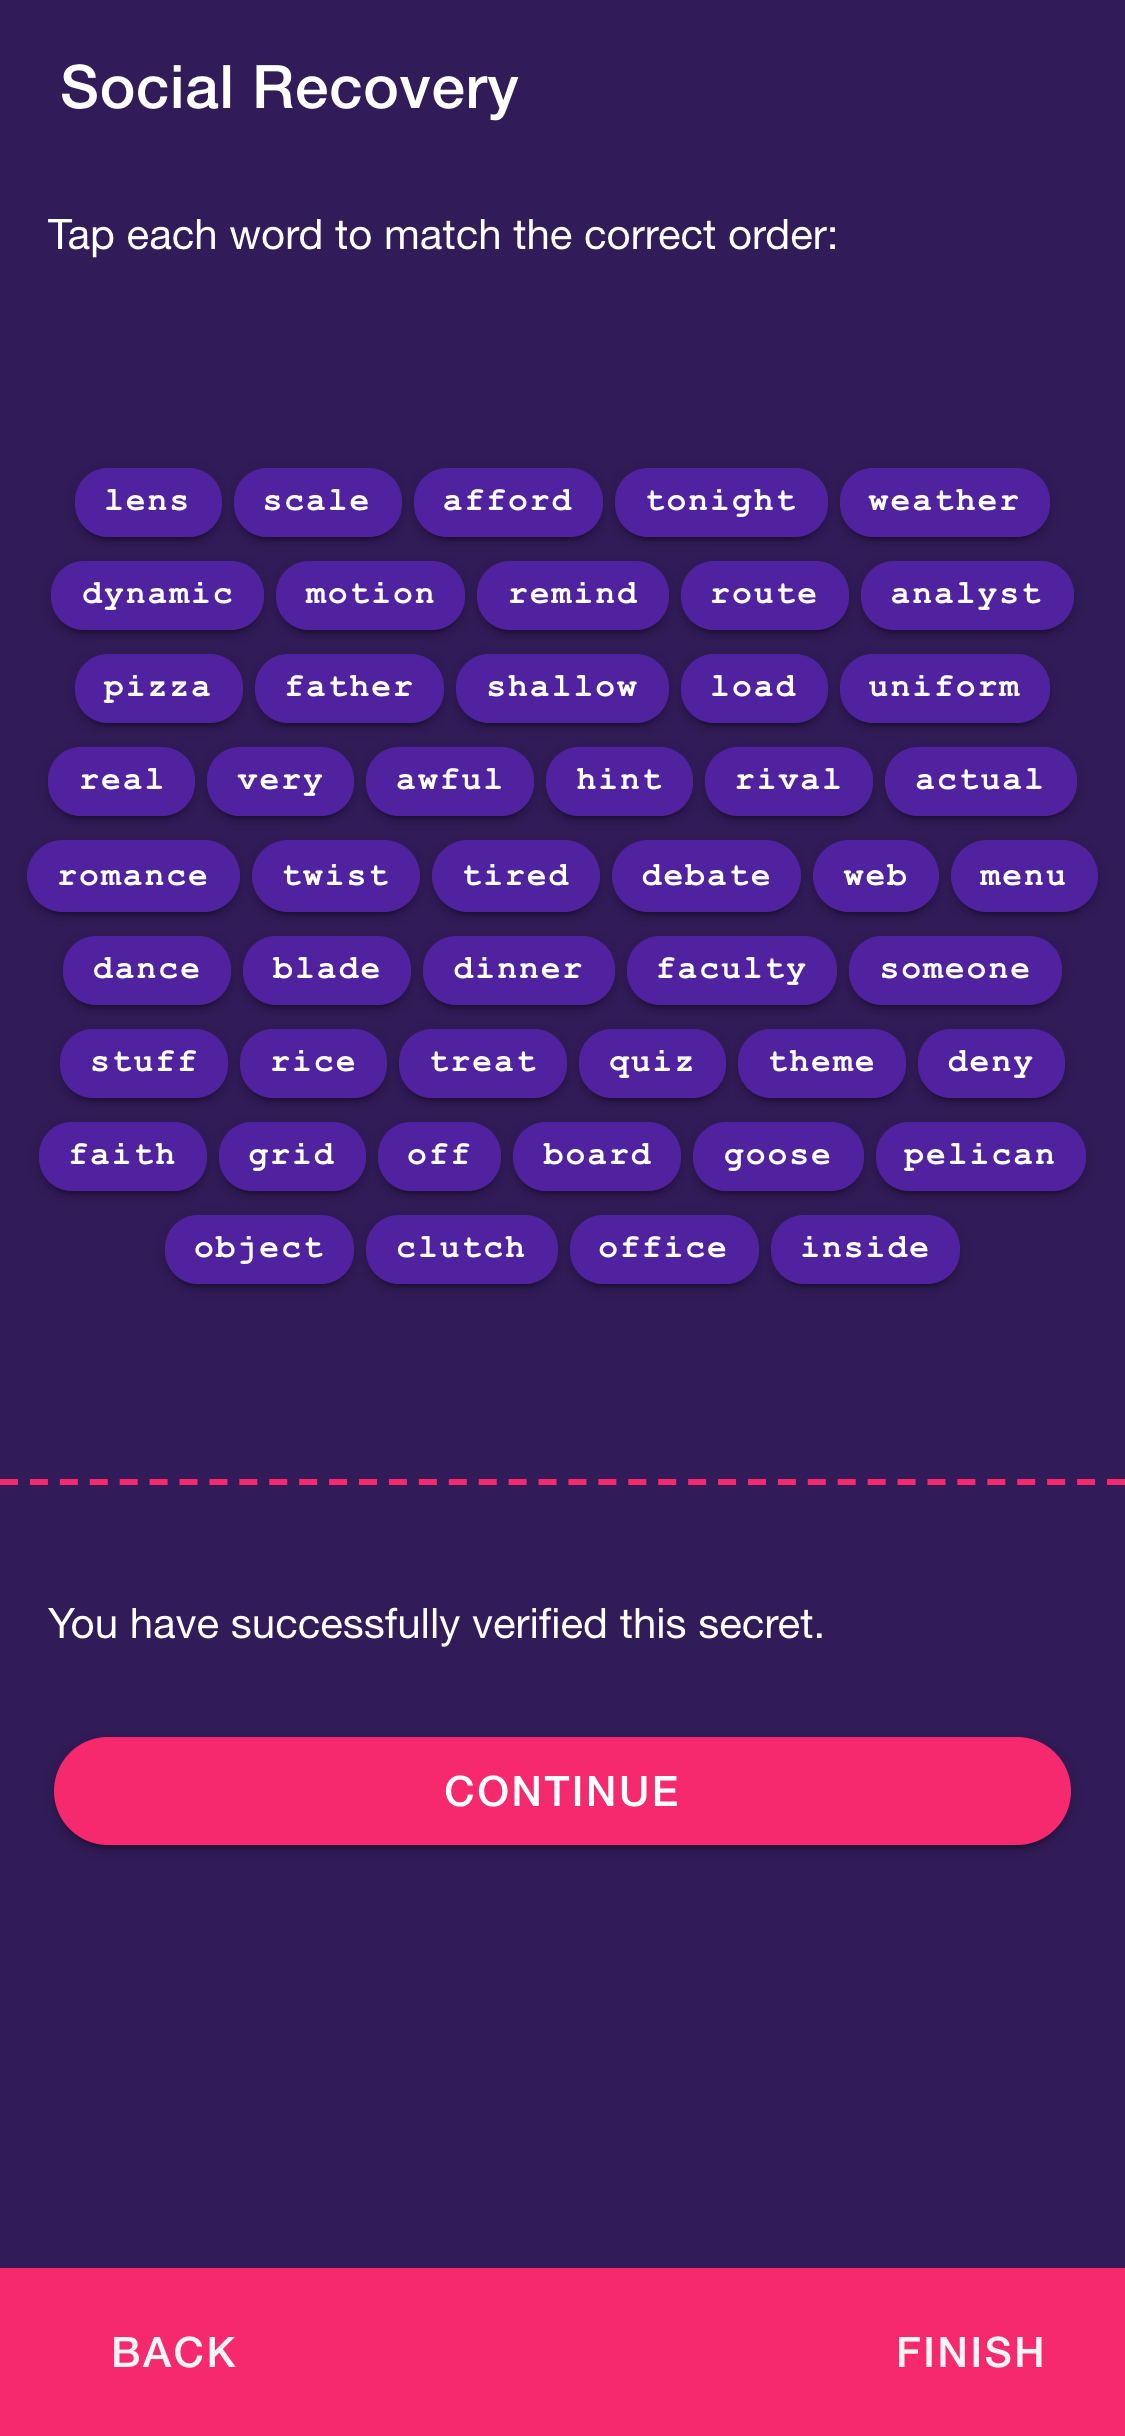 Social Recovery
Tap each word to match the correct order:
lens scale afford tonight weather
dynamic motion remind route analyst
pizza father shallow load uniform
real very awful hint rival actual
romance twist tired debate web menu
dance blade dinner faculty someone
stuff rice treat quiz theme deny
faith grid off board goose pelican
object clutch office inside
You have successfully verified this secret.
CONTINUE
BACK FINISH